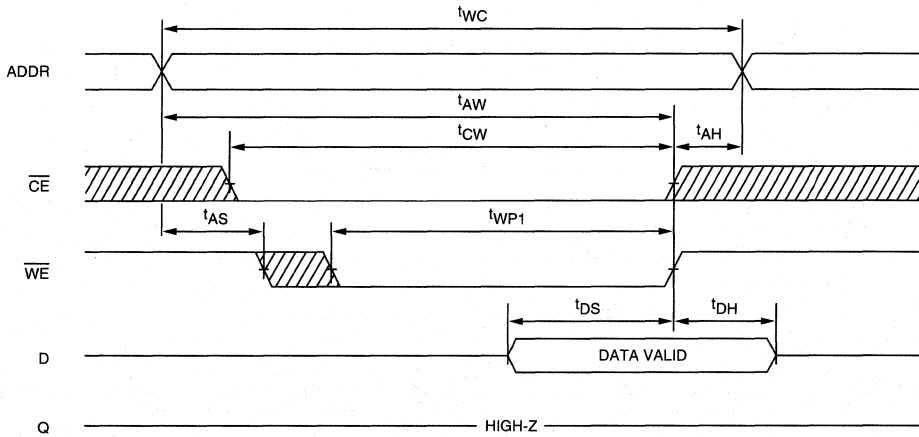 tWC
ADDR
tAW
tCW
tAH
CE
tAS
tWP1
WE
tDS
tDH
D
DATA VALID
Q
HIGH-Z